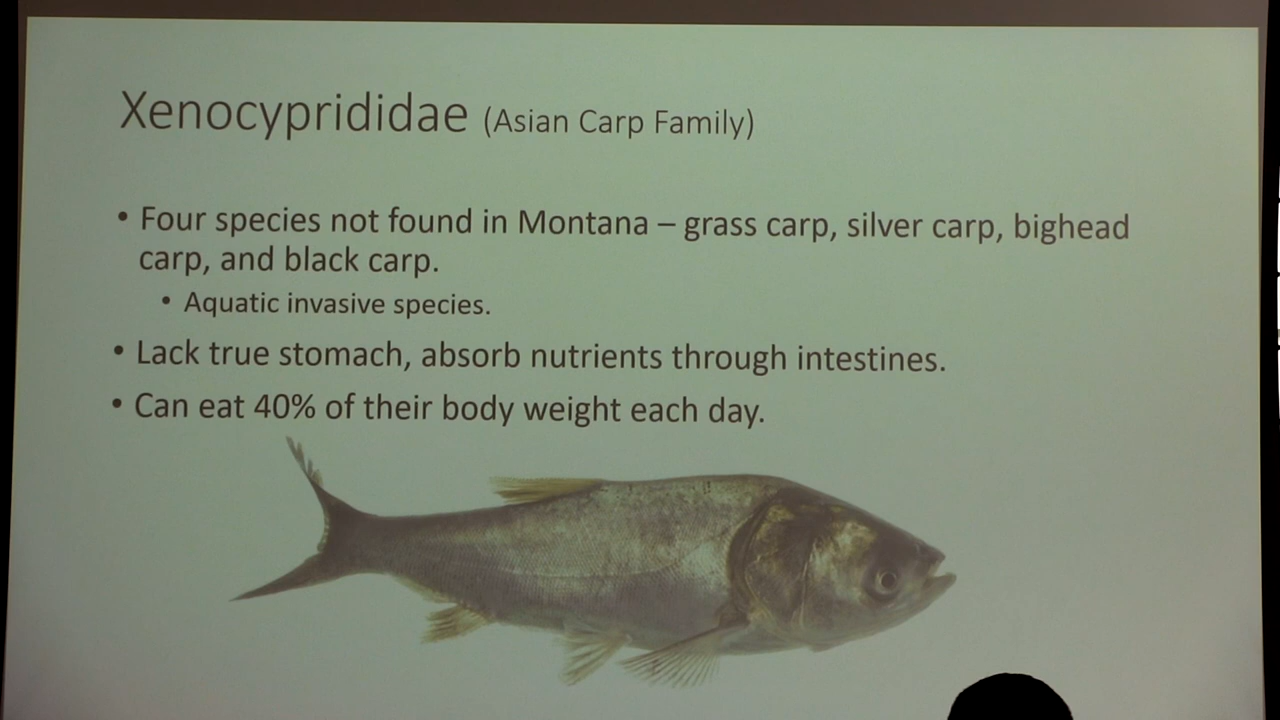 Xenocyprididae (Asian Carp Family)
• Four species not found in Montana – grass carp, silver carp, bighead
carp, and black carp.
• Aquatic invasive species.
• Lack true stomach, absorb nutrients through intestines.
• Can eat 40% of their body weight each day.